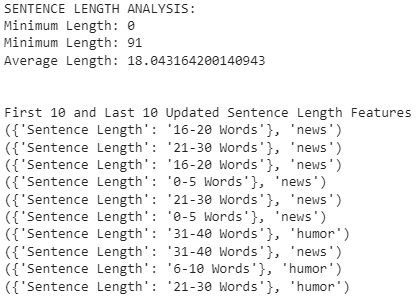 SENTENCE LENGTH ANALYSIS:
Minimum Length: 0
Minimum Length: 91
Average Length: 18.043164200140943
First 10 and Last 10 Updated Sentence Length Features
({'Sentence Length': '16-20 Words'}, 'news')
({'Sentence Length': '21-30 Words'}, 'news')
({'Sentence Length': '16-20 Words'}, 'news')
({'Sentence Length': '0-5 Words'}, 'news')
({'Sentence Length': '21-30 Words'}, 'news')
({'Sentence Length': '0-5 Words'}, 'news')
({'Sentence Length': '31-40 Words'}, 'humor')
({'Sentence Length': '31-40 Words'}, 'news')
({'Sentence Length': '6-10 Words'}, 'humor')
({'Sentence Length': '21-30 Words'}, 'humor')